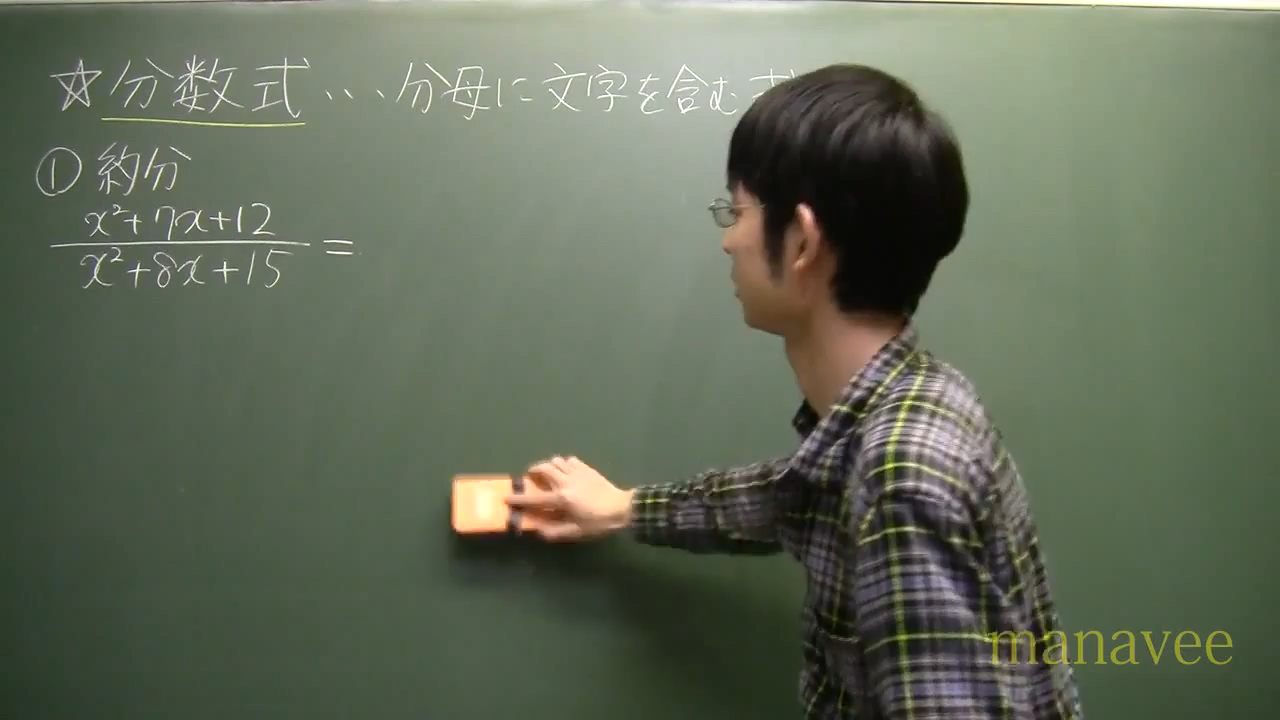 ☆分数式…分母に文字を含む式
① 約分
x²+7x+12
x²+8x+15 =
manavee